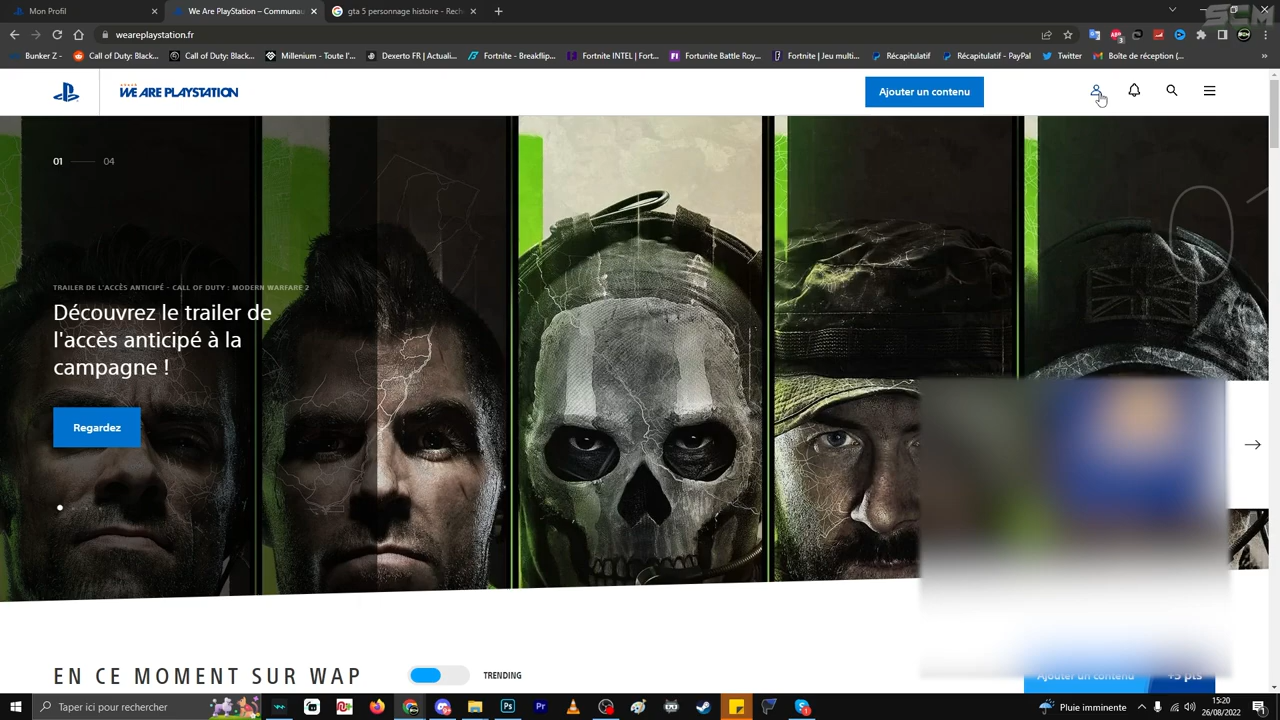 Mon Profil
We Are PlayStation - Communau
gta 5 personnage histoire - Rech
SCM
weareplaystation.fr
Bunker Z -
Call of Duty: Black...
Call of Duty: Black...
Millenium - Toute l'...
Dexerto FR | Actuali...
Fortnite - Breakflip...
Fortnite INTEL | Fort...
Fortunite Battle Roy...
Fortnite | Jeu multi...
Récapitulatif
Récapitulatif - PayPal
Twitter
Boîte de réception (...
WE ARE PLAYSTATION
Ajouter un contenu
01
04
TRAILER DE L'ACCÈS ANTICIPÉ - CALL OF DUTY : MODERN WARFARE 2
Découvrez le trailer de
l'accès anticipé à la
campagne !
Regardez
EN CE MOMENT SUR WAP
TRENDING
Ajouter un contenu
+5 pts
Taper ici pour rechercher
Pluie imminente
15:20
26/08/2022